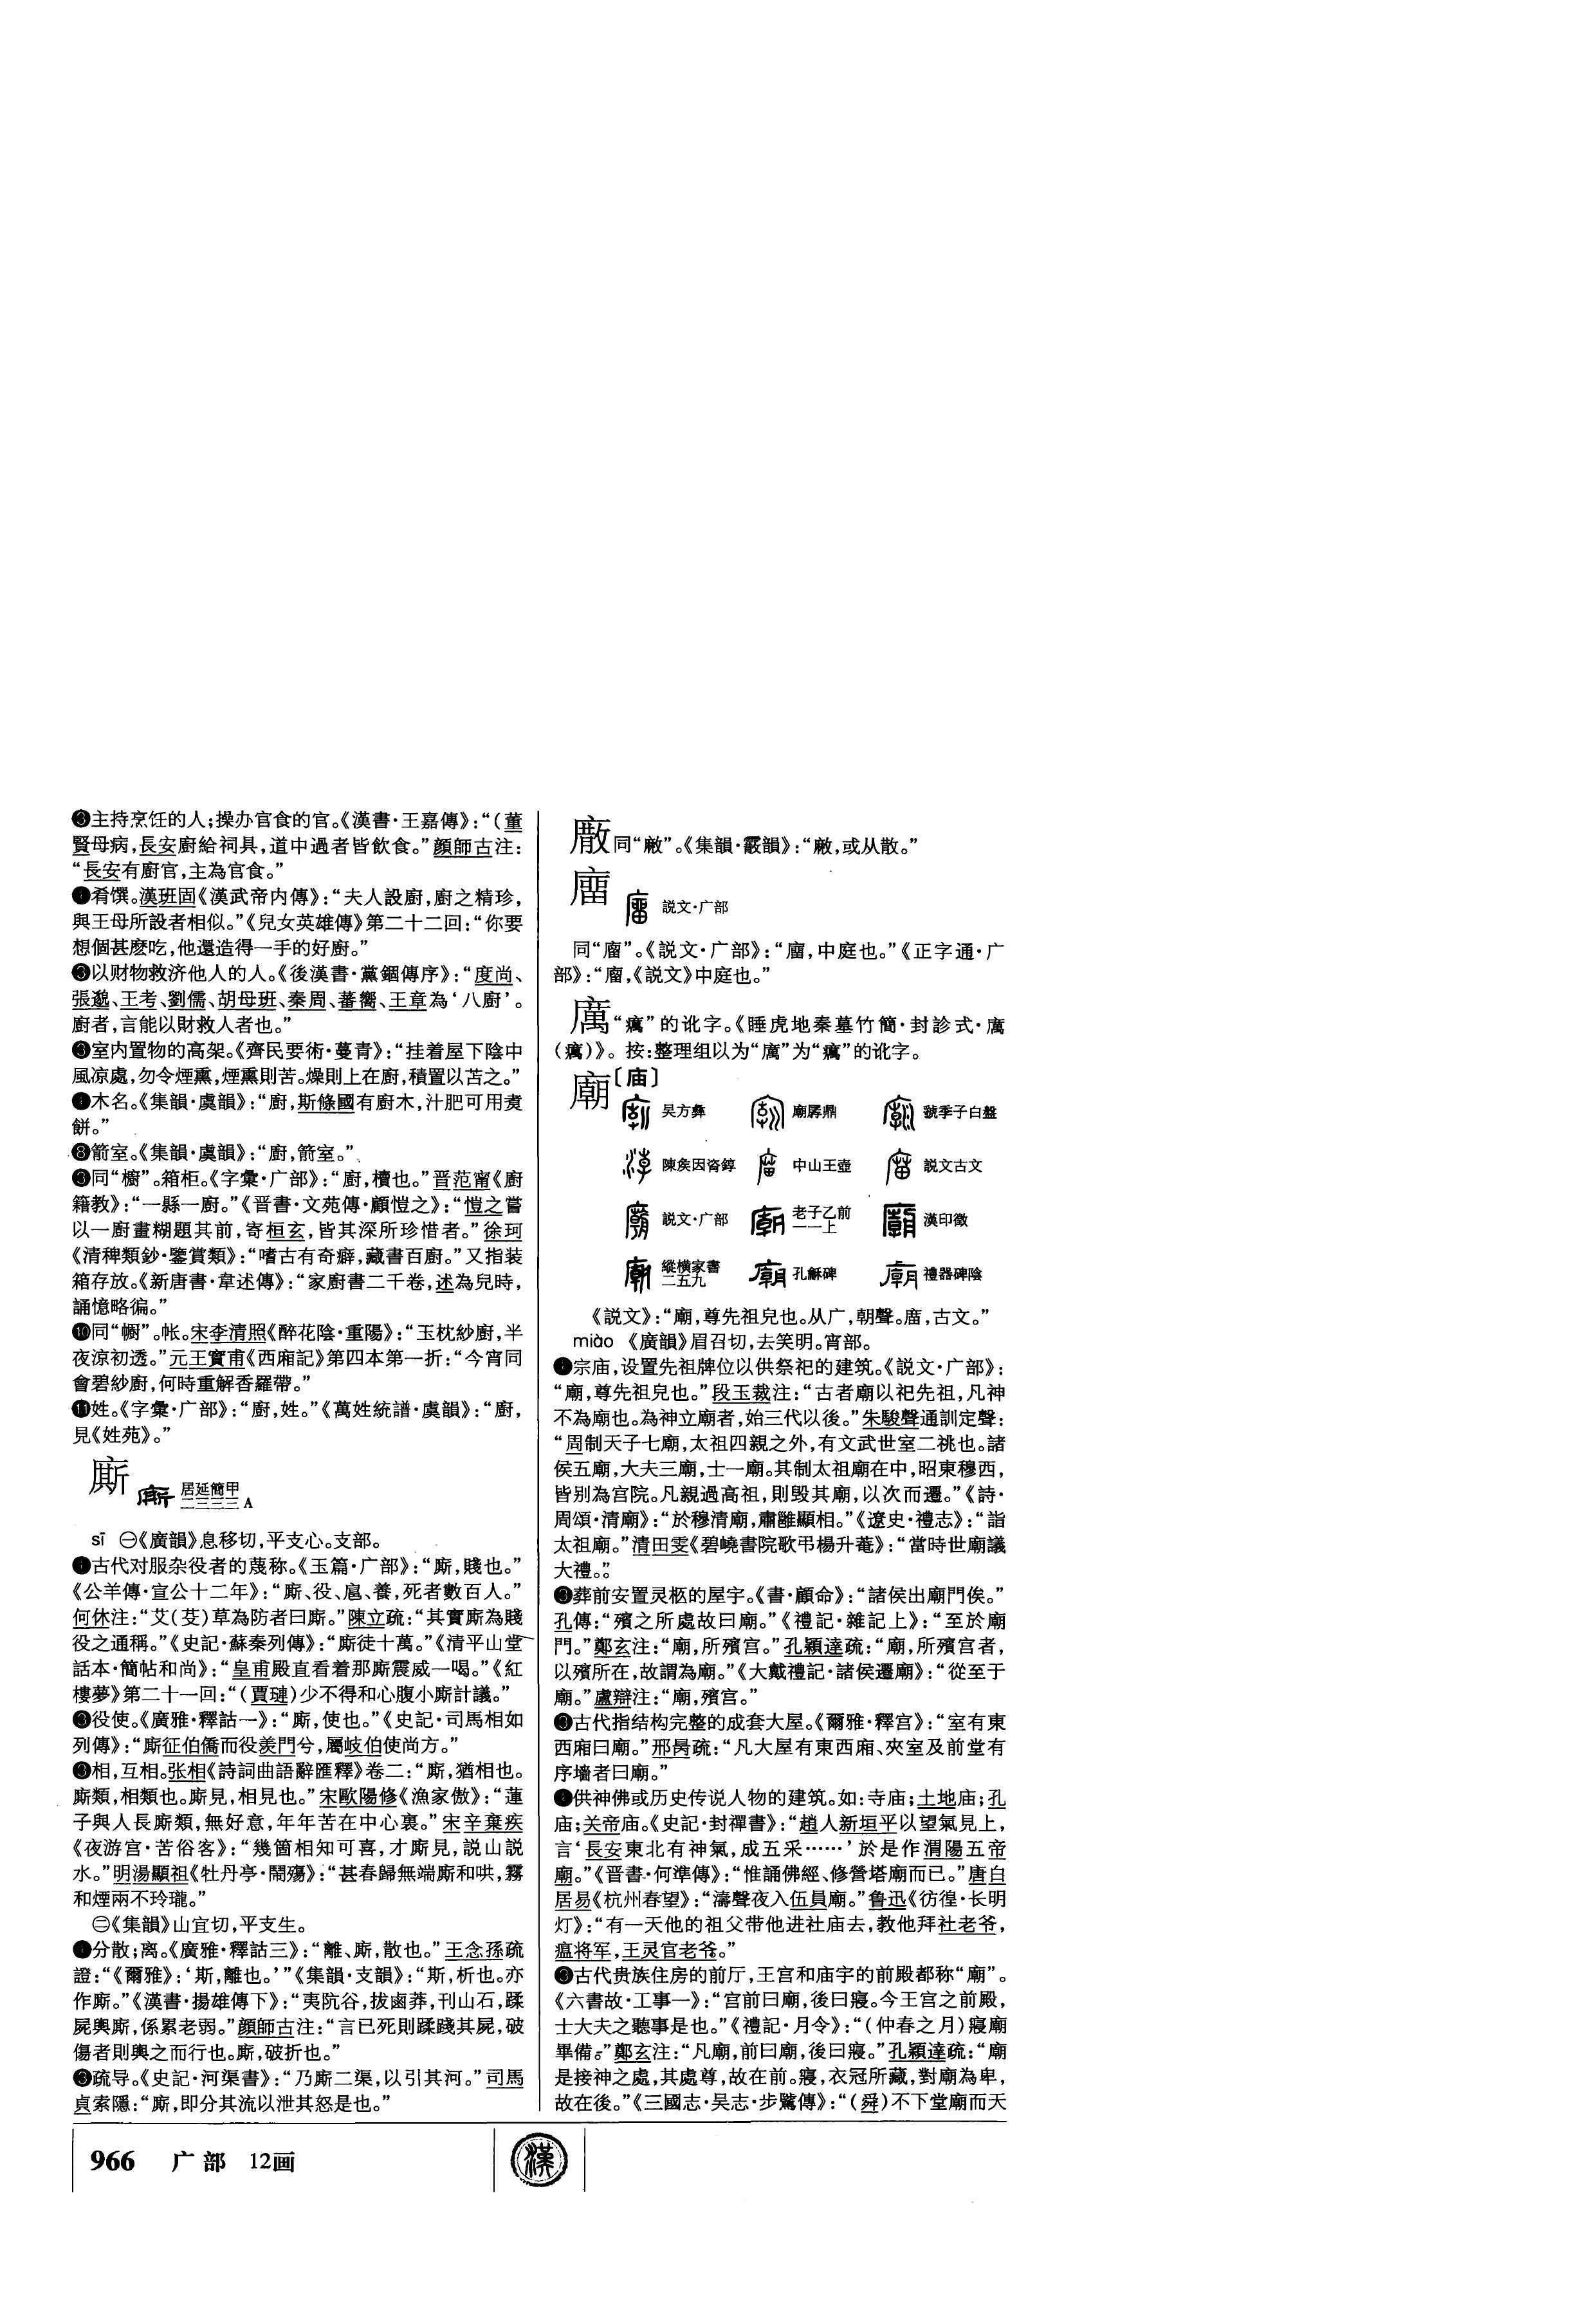 ❸主持烹饪的人;操办官食的官。《漢書·王嘉傳》:“(董
賢母病,長安廚給祠具,道中過者皆飲食。”顔師古注:
“長安有廚官,主為官食。”
肴馔。漢班固《漢武帝内傳》:“夫人設廚,廚之精珍,
與王母所設者相似。”《兒女英雄傳》第二十二回:“你要
想個甚麽吃,他還造得一手的好廚。”
❸以财物救济他人的人。《後漢書·黨錮傳序》:“度尚、
張邈、王考、劉儒、胡母班、秦周、蕃嚮、王章為‘八廚’。
廚者,言能以財救人者也。”
❸室内置物的高架。《齊民要術·蔓青》:“挂着屋下陰中
風凉處,勿令煙熏,煙熏則苦。燥則上在廚,積置以苫之。”
木名。《集韻·虞韻》:“廚,斯條國有廚木,汁肥可用煑
餅。”
❽箭室。《集韻·虞韻》:“廚,箭室。”
❸同“櫥”。箱柜。《字彙·广部》:“廚,櫝也。”晋范甯《廚
籍教》:“一縣一廚。”《晋書·文苑傳·顧愷之》:“愷之嘗
以一廚畫糊題其前,寄桓玄,皆其深所珍惜者。”徐珂
《清稗類鈔·鑒賞類》:“嗜古有奇癖,藏書百廚。”又指装
箱存放。《新唐書·韋述傳》:“家廚書二千卷,述為兒時,
誦憶略徧。”
❿同“㡡”。帐。宋李清照《醉花陰·重陽》:“玉枕紗廚,半
夜涼初透。”元王實甫《西廂記》第四本第一折:“今宵同
會碧紗廚,何時重解香羅帶。”
⓫姓。《字彙·广部》:“廚,姓。”《萬姓統譜·虞韻》:“廚,
見《姓苑》。”
廝 居延簡甲
二三三三A
sī ㊀《廣韻》息移切,平支心。支部。
古代对服杂役者的蔑称。《玉篇·广部》:“廝,賤也。”
《公羊傳·宣公十二年》:“廝、役、扈、養,死者數百人。”
何休注:“艾(芟)草為防者曰廝。”陳立疏:“其實廝為賤
役之通稱。”《史記·蘇秦列傳》:“廝徒十萬。”《清平山堂
話本·簡帖和尚》:“皇甫殿直看着那廝震威一喝。”《紅
樓夢》第二十一回:“(賈璉)少不得和心腹小廝計議。”
❸役使。《廣雅·釋詁一》:“廝,使也。”《史記·司馬相如
列傳》:“廝征伯僑而役羨門兮,屬岐伯使尚方。”
❸相,互相。张相《詩詞曲語辭匯釋》卷二:“廝,猶相也。
廝類,相類也。廝見,相見也。”宋歐陽修《漁家傲》:“蓮
子與人長廝類,無好意,年年苦在中心裏。”宋辛棄疾
《夜游宫·苦俗客》:“幾箇相知可喜,才廝見,説山説
水。”明湯顯祖《牡丹亭·鬧殤》:“甚春歸無端廝和哄,霧
和煙兩不玲瓏。”
㊁《集韻》山宜切,平支生。
分散;离。《廣雅·釋詁三》:“離、廝,散也。”王念孫疏
證:“《爾雅》:‘斯,離也。’”《集韻·支韻》:“斯,析也。亦
作廝。”《漢書·揚雄傳下》:“夷阬谷,拔鹵莽,刊山石,蹂
屍輿廝,係累老弱。”顔師古注:“言已死則蹂踐其屍,破
傷者則輿之而行也。廝,破折也。”
❸疏导。《史記·河渠書》:“乃廝二渠,以引其河。”司馬
貞索隱:“廝,即分其流以泄其怒是也。”
廠同“厰”。《集韻·霰韻》:“厰,或从散。”
廇 説文·广部
同“廇”。《説文·广部》:“廇,中庭也。”《正字通·广
部》:“廇,《説文》中庭也。”
“癘”的讹字。《睡虎地秦墓竹簡·封診式·
(癘)》。按:整理组以为“”为“癘”的讹字。
廟〔庙〕
吴方彝 廟孱鼎 虢季子白盤
陳矦因𬣞錞 中山王壺 説文古文
説文·广部 老子乙前
一一上 漢印徵
縱横家書
二五九 孔龢碑 禮器碑陰
《説文》:“廟,尊先祖皃也。从广,朝聲。庿,古文。”
miào 《廣韻》眉召切,去笑明。宵部。
宗庙,设置先祖牌位以供祭祀的建筑。《説文·广部》:
“廟,尊先祖皃也。”段玉裁注:“古者廟以祀先祖,凡神
不為廟也。為神立廟者,始三代以後。”朱駿聲通訓定聲:
“周制天子七廟,太祖四親之外,有文武世室二祧也。諸
侯五廟,大夫三廟,士一廟。其制太祖廟在中,昭東穆西,
皆别為宫院。凡親過高祖,則毁其廟,以次而遷。”《詩·
周頌·清廟》:“於穆清廟,肅雝顯相。”《遼史·禮志》:“詣
太祖廟。”清田雯《碧嶢書院歌弔楊升菴》:“當時世廟議
大禮。”
❸葬前安置灵柩的屋宇。《書·顧命》:“諸侯出廟門俟。”
孔傳:“殯之所處故曰廟。”《禮記·雜記上》:“至於廟
門。”鄭玄注:“廟,所殯宫。”孔穎達疏:“廟,所殯宫者,
以殯所在,故謂為廟。”《大戴禮記·諸侯遷廟》:“從至于
廟。”盧辯注:“廟,殯宫。”
❸古代指结构完整的成套大屋。《爾雅·釋宫》:“室有東
西廂曰廟。”邢昺疏:“凡大屋有東西廂、夾室及前堂有
序墻者曰廟。”
供神佛或历史传说人物的建筑。如:寺庙;土地庙;孔
庙;关帝庙。《史記·封禪書》:“趙人新垣平以望氣見上,
言‘長安東北有神氣,成五采……’於是作渭陽五帝
廟。”《晋書·何準傳》:“惟誦佛經、修營塔廟而已。”唐白
居易《杭州春望》:“濤聲夜入伍員廟。”鲁迅《彷徨·长明
灯》:“有一天他的祖父带他进社庙去,教他拜社老爷,
瘟将军,王灵官老爷。”
❸古代贵族住房的前厅,王宫和庙宇的前殿都称“廟”。
《六書故·工事一》:“宫前曰廟,後曰寢。今王宫之前殿,
士大夫之聽事是也。”《禮記·月令》:“(仲春之月)寢廟
畢備。”鄭玄注:“凡廟,前曰廟,後曰寢。”孔穎達疏:“廟
是接神之處,其處尊,故在前。寢,衣冠所藏,對廟為卑,
故在後。”《三國志·吴志·步騭傳》:“(舜)不下堂廟而天
966 广部 12画
漢